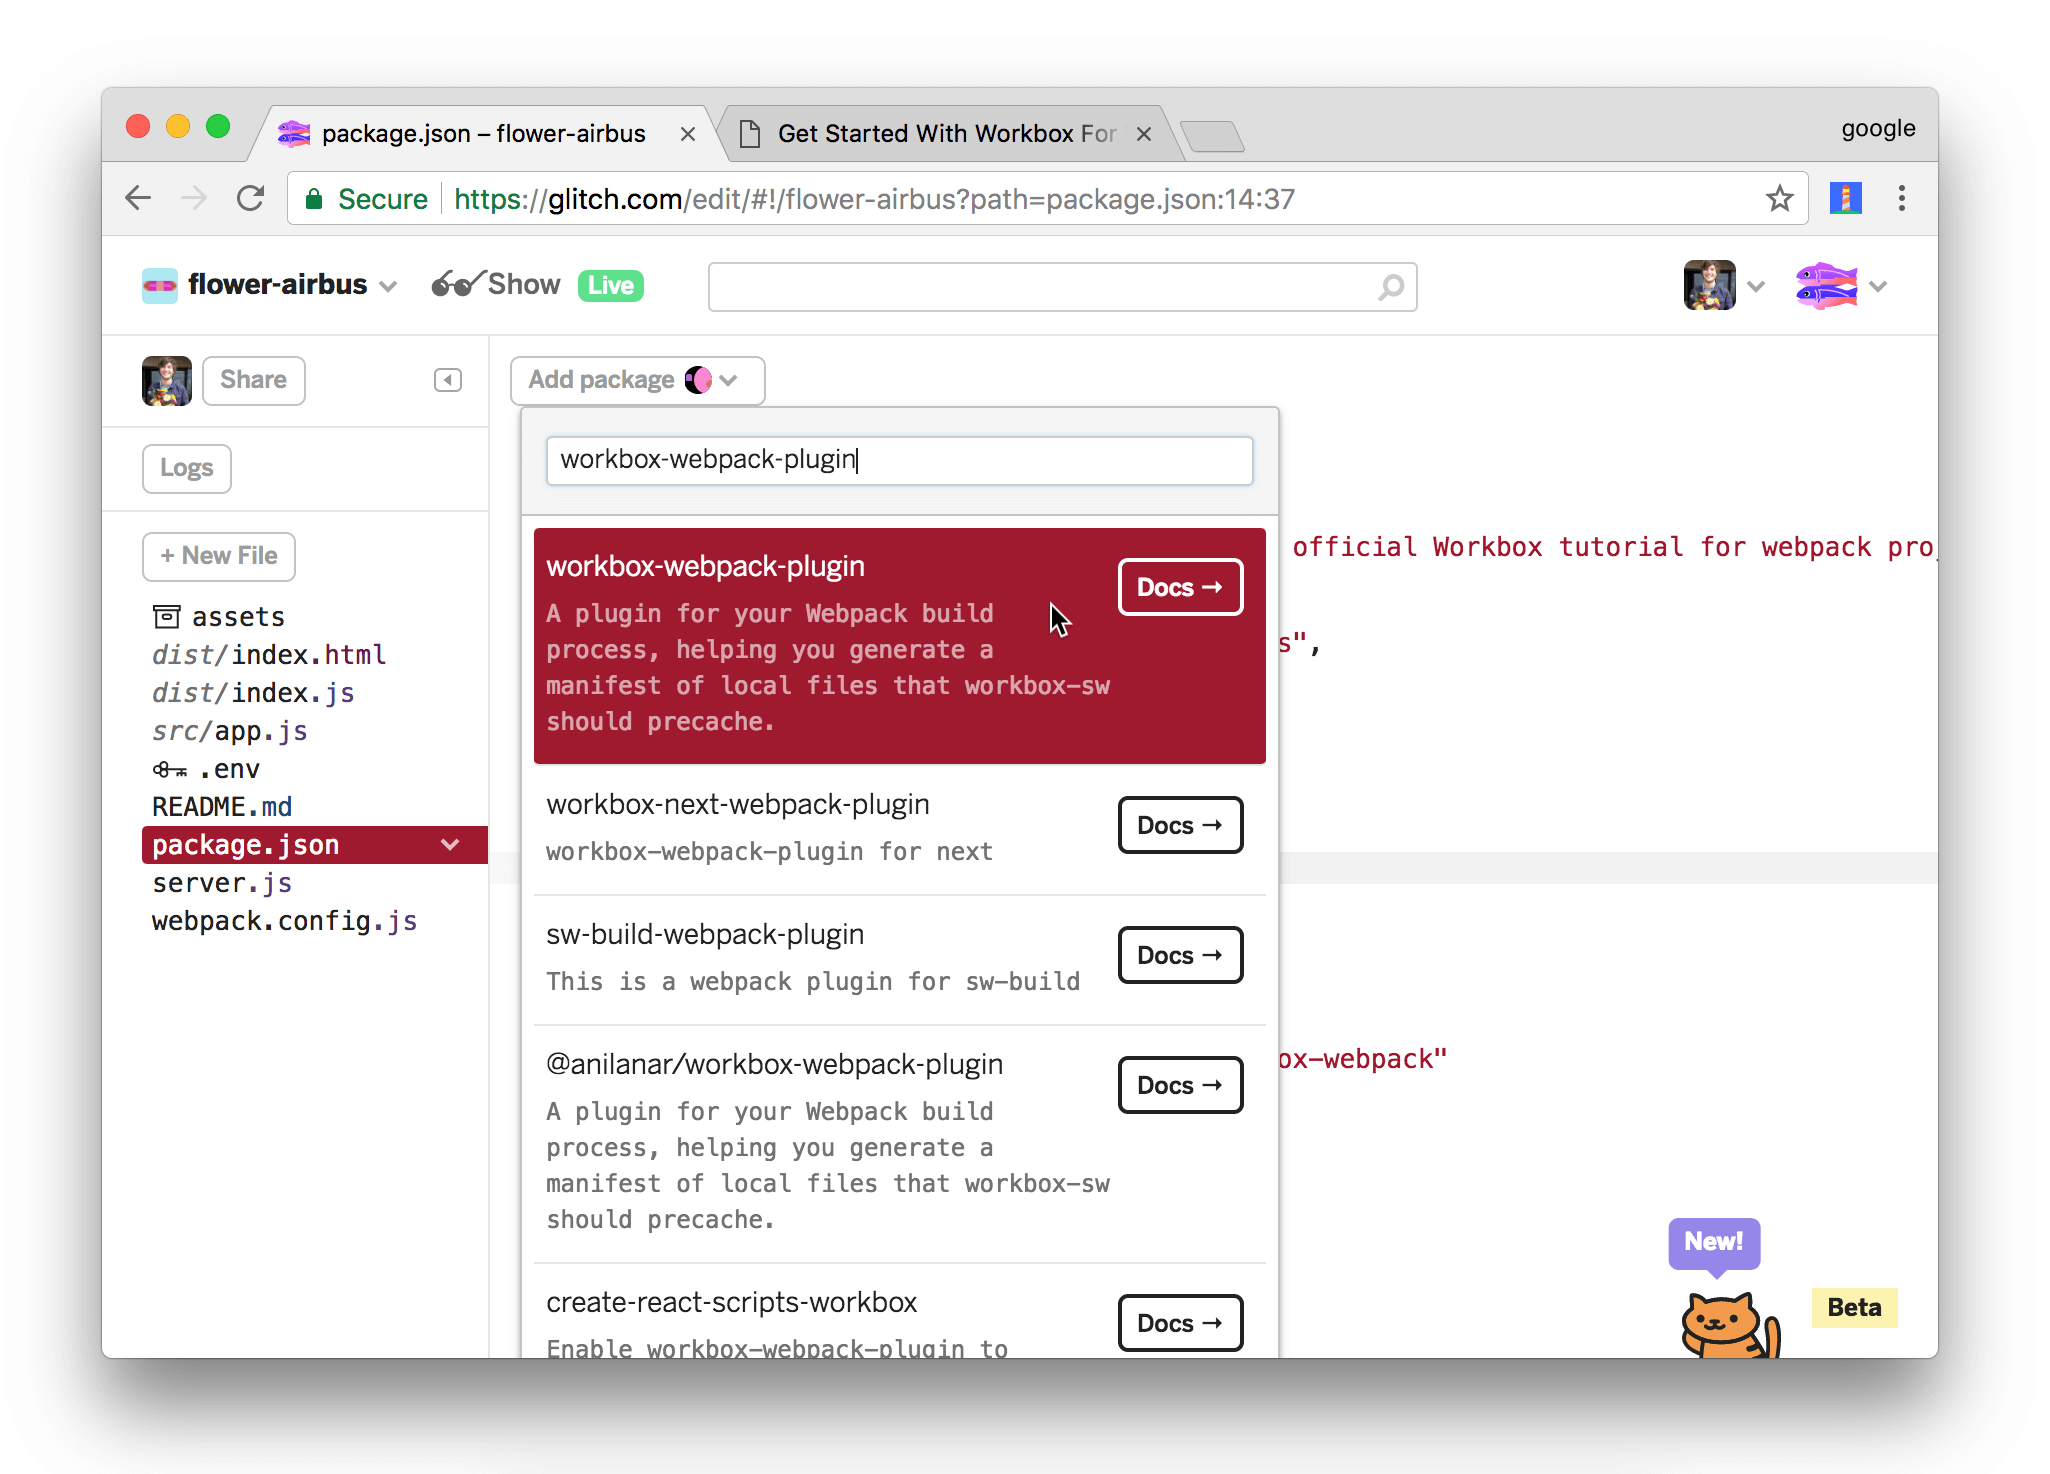 package.json – flower-airbus
Get Started With Workbox For
google
Secure https://glitch.com/edit/#!/flower-airbus?path=package.json:14:37
flower-airbus
Show
Live
Share
Add package
Logs
workbox-webpack-plugin
+ New File
assets
dist/index.html
dist/index.js
src/app.js
.env
README.md
package.json
server.js
webpack.config.js
workbox-webpack-plugin
Docs →
A plugin for your Webpack build
process, helping you generate a
manifest of local files that workbox-sw
should precache.
workbox-next-webpack-plugin
Docs →
workbox-webpack-plugin for next
sw-build-webpack-plugin
Docs →
This is a webpack plugin for sw-build
@anilanar/workbox-webpack-plugin
Docs →
A plugin for your Webpack build
process, helping you generate a
manifest of local files that workbox-sw
should precache.
create-react-scripts-workbox
Docs →
Enable workbox-webpack-plugin to
official Workbox tutorial for webpack pro
s",
ox-webpack"
New!
Beta